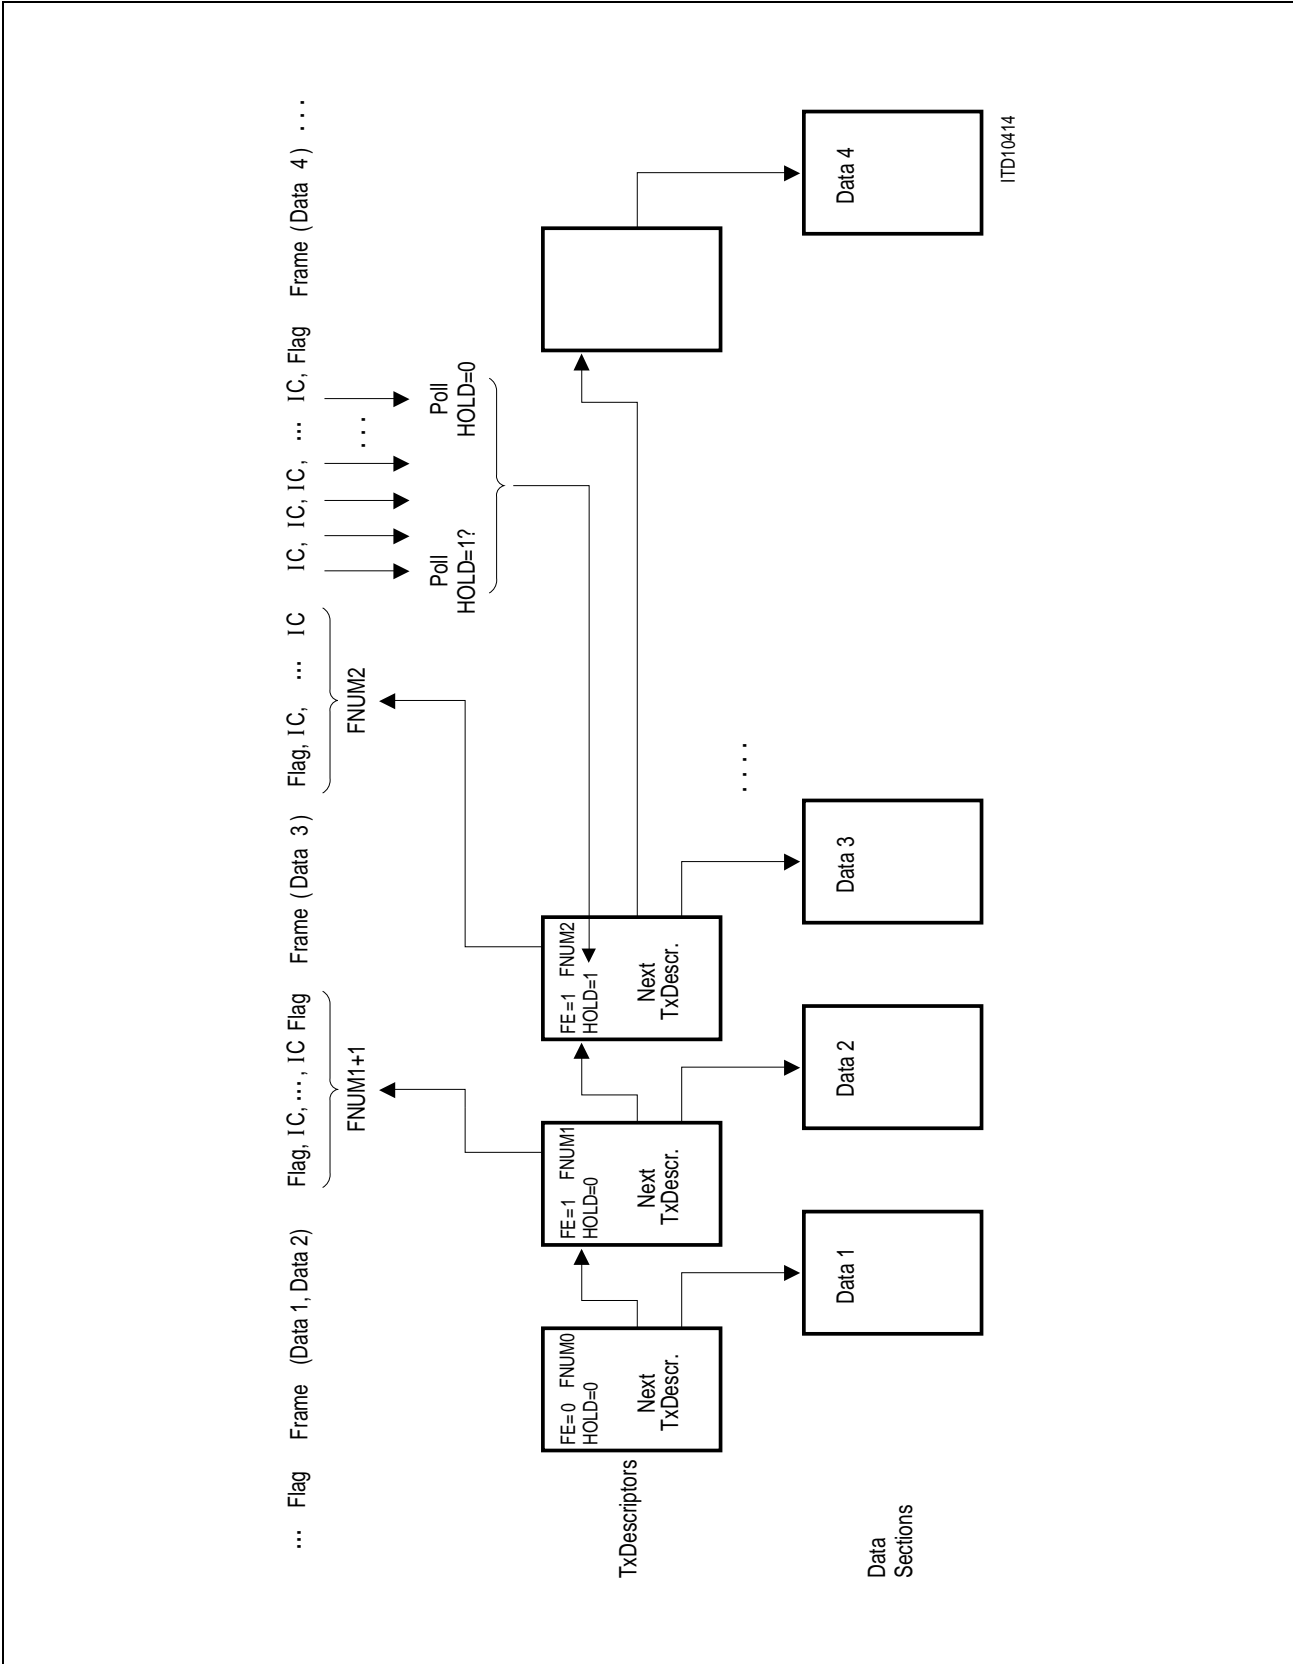 ... Flag Frame (Data 1, Data 2) Flag, IC, ..., IC Flag Frame (Data 3) Flag, IC, ... IC IC, IC, IC, IC, ... IC, Flag Frame (Data 4) ....
FNUM1+1
FNUM2
Poll
HOLD=1?
....
Poll
HOLD=0
TxDescriptors
FE=0 FNUM0
HOLD=0
Next
TxDescr.
FE=1 FNUM1
HOLD=0
Next
TxDescr.
FE=1 FNUM2
HOLD=1
Next
TxDescr.
....
Data
Sections
Data 1
Data 2
Data 3
Data 4
ITD10414